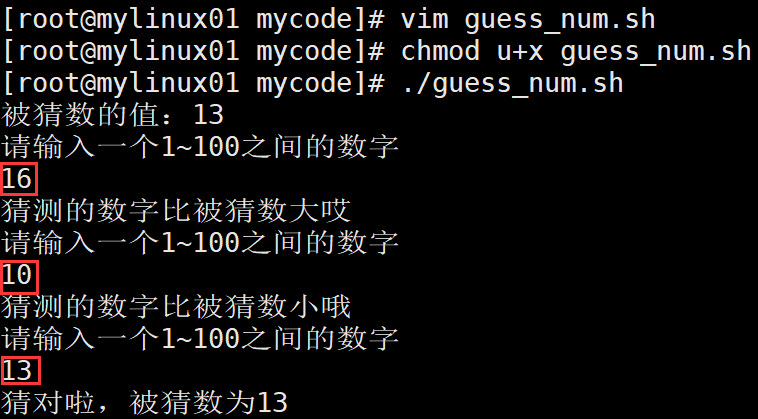 [root@mylinux01 mycode]# vim guess_num.sh
[root@mylinux01 mycode]# chmod u+x guess_num.sh
[root@mylinux01 mycode]# ./guess_num.sh
被猜数的值：13
请输入一个1~100之间的数字
16
猜测的数字比被猜数大哎
请输入一个1~100之间的数字
10
猜测的数字比被猜数小哦
请输入一个1~100之间的数字
13
猜对啦，被猜数为13